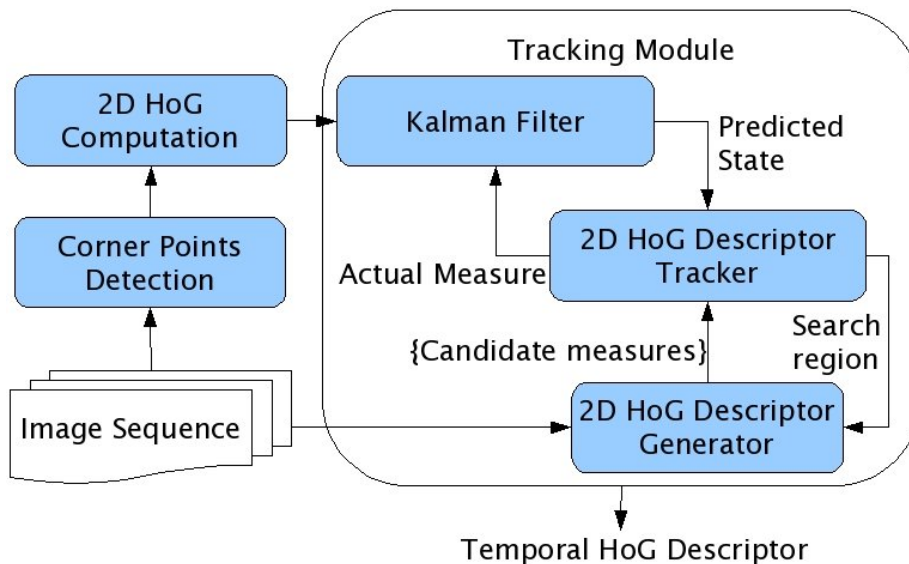 Tracking Module
2D HoG
Computation
Kalman Filter
Predicted
State
Corner Points
Detection
2D HoG Descriptor
Tracker
Actual Measure
Search
region
{Candidate measures}
Image Sequence
2D HoG Descriptor
Generator
Temporal HoG Descriptor